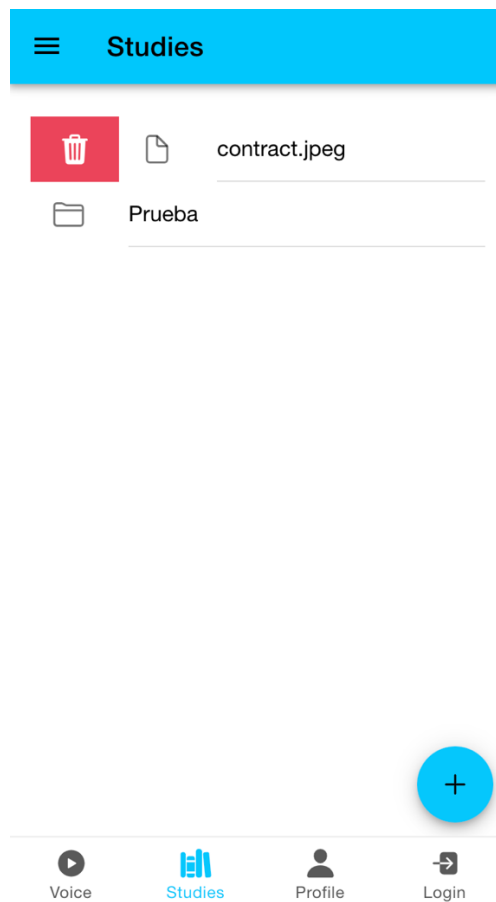 Studies
contract.jpeg
Prueba
Voice
Studies
Profile
Login